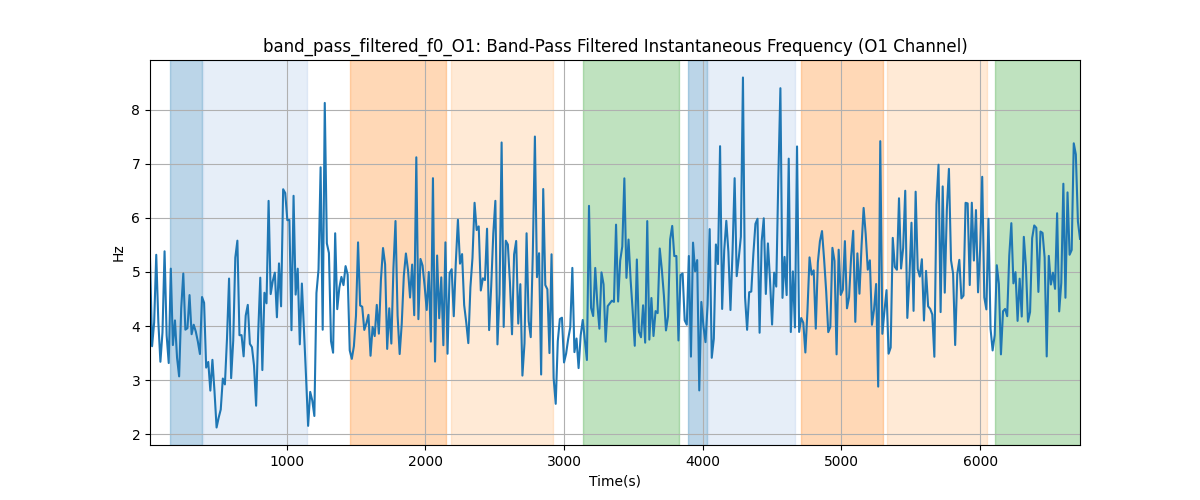 band_pass_filtered_f0_O1: Band-Pass Filtered Instantaneous Frequency (O1 Channel)
8
7
6
5
4
3
2
Hz
1000 2000 3000 4000 5000 6000
Time(s)